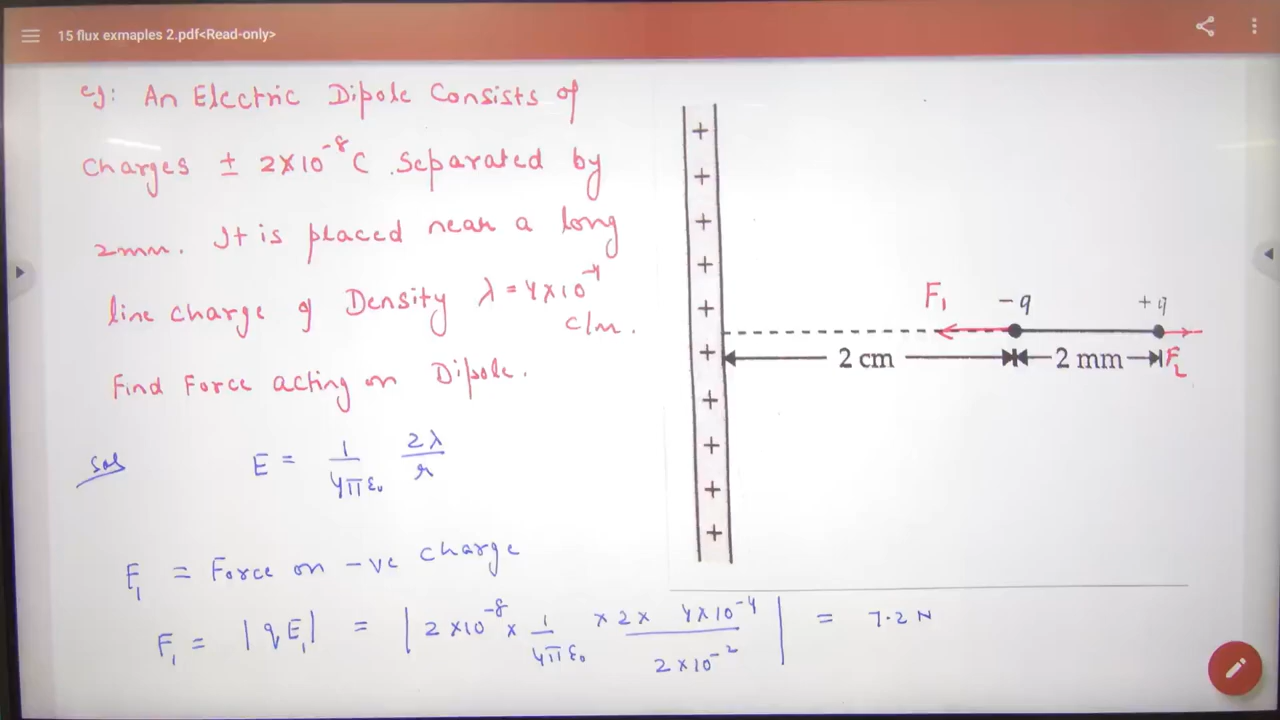 15 flux exmaples 2.pdf<Read-only>
eg: An Electric Dipole Consists of
Charges ± 2×10⁻⁸ C. Separated by
2mm. It is placed near a long
line charge of Density λ = 4×10⁻⁴
c/m.
Find Force acting on Dipole.
Sol E = 1/4πε₀ 2λ/r
F₁ = Force on -ve charge
F₁ = |qE₁| = |2×10⁻⁸ × 1/4πε₀ × 2 × 4×10⁻⁴/2×10⁻²| = 7.2 N
F₁ -q +q
2 cm 2 mm F₂
+
+
+
+
+
+
+
+
+
+